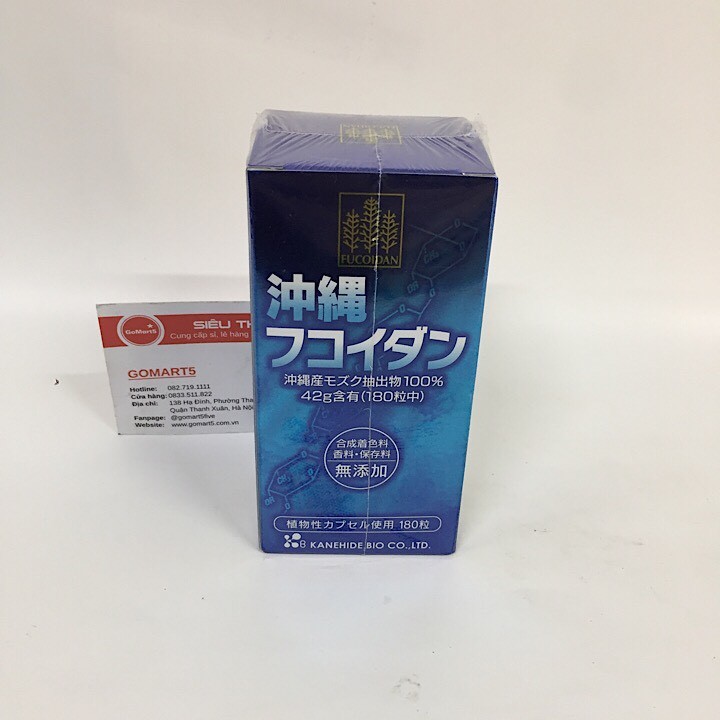 FUCOIDAN
沖縄
フコイダン
沖縄産モズク抽出物100%
42g含有(180粒中)
合成着色料
香料・保存料
無添加
植物性カプセル使用 180粒
KANEHIDE BIO CO.,LTD.
GoMart5
SIÊU TH
Cung cấp sỉ, lẻ hàng
GOMART5
Hotline: 082.719.1111
Cửa hàng: 0833.511.822
Địa chỉ: 138 Hạ Đình, Phường Tha
Quận Thanh Xuân, Hà Nộ
Fanpage: @gomart5five
Website: www.gomart5.com.vn